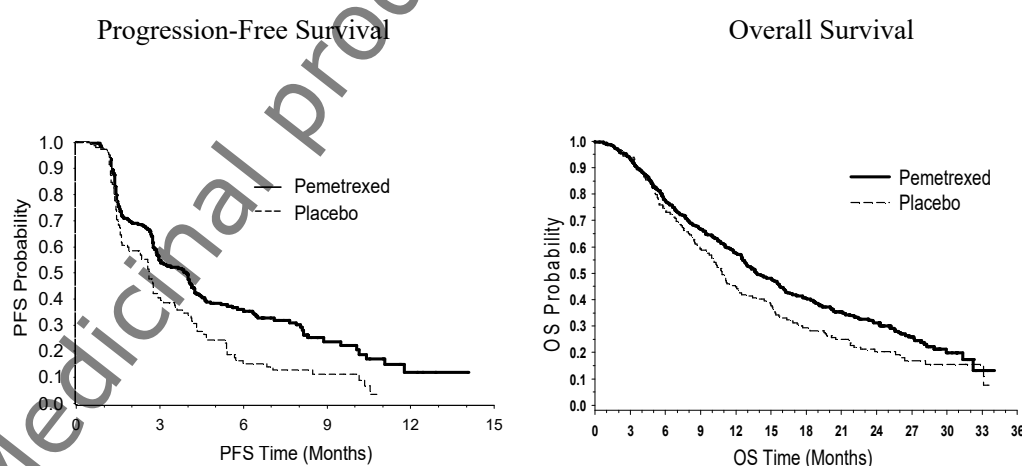 Progression-Free Survival
Overall Survival
PFS Probability
1.0
0.9
0.8
0.7
0.6
0.5
0.4
0.3
0.2
0.1
0.0
Pemetrexed
Placebo
0 3 6 9 12 15
PFS Time (Months)
OS Probability
1.0
0.9
0.8
0.7
0.6
0.5
0.4
0.3
0.2
0.1
0.0
Pemetrexed
Placebo
0 3 6 9 12 15 18 21 24 27 30 33 36
OS Time (Months)
Medicinal